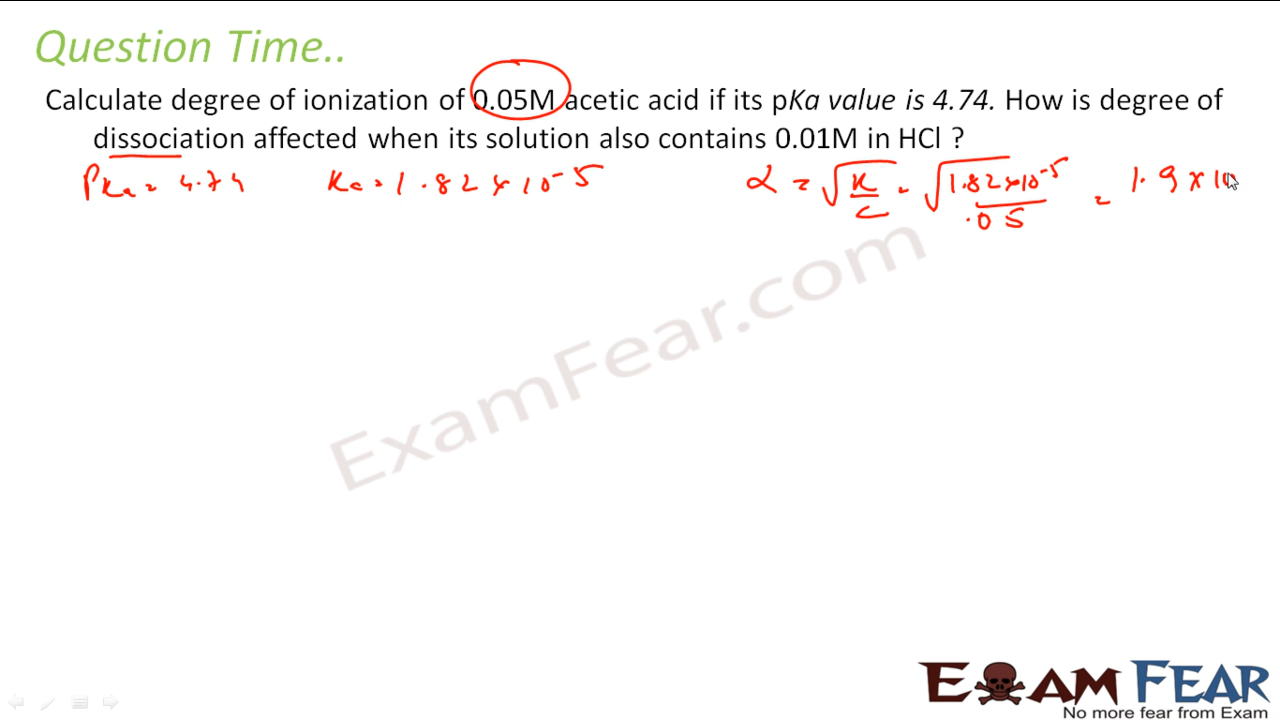 Question Time..
Calculate degree of ionization of 0.05M acetic acid if its pKa value is 4.74. How is degree of
dissociation affected when its solution also contains 0.01M in HCl ?
Pka = 4.74 Ka = 1.82 × 10-5 α = √K/C = √1.82×10-5/.05 = 1.9 × 10
ExamFear.com
EXAM FEAR
No more fear from Exam